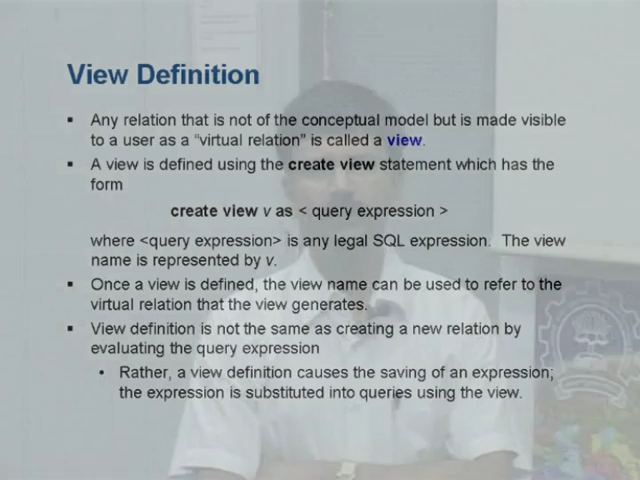 View Definition
▪ Any relation that is not of the conceptual model but is made visible
to a user as a “virtual relation” is called a view.
▪ A view is defined using the create view statement which has the
form
create view v as < query expression >
where <query expression> is any legal SQL expression. The view
name is represented by v.
▪ Once a view is defined, the view name can be used to refer to the
virtual relation that the view generates.
▪ View definition is not the same as creating a new relation by
evaluating the query expression
• Rather, a view definition causes the saving of an expression;
the expression is substituted into queries using the view.